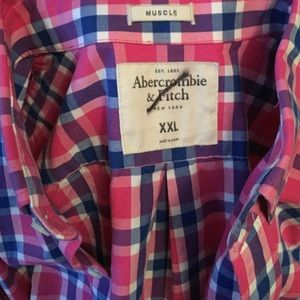 MUSCLE
EST. 1892
Abercrombie
& Fitch
NEW YORK
XXL